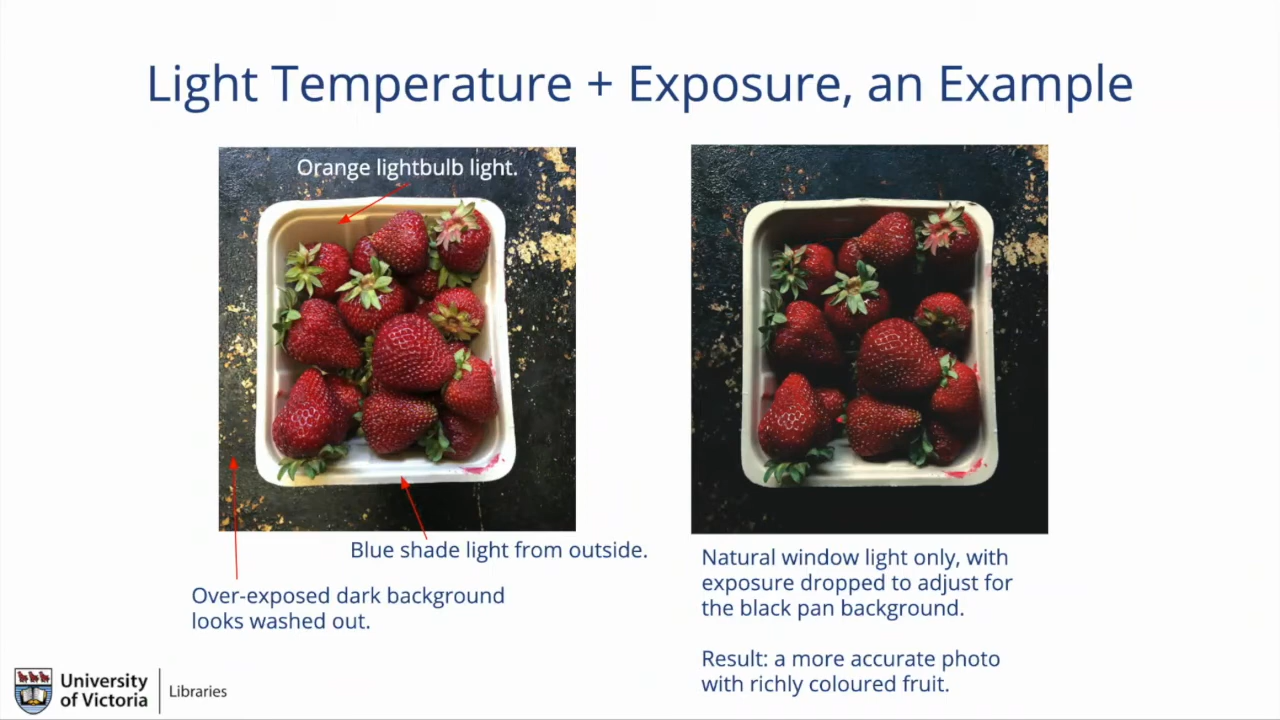 Light Temperature + Exposure, an Example
Orange lightbulb light.
Blue shade light from outside.
Over-exposed dark background
looks washed out.
Natural window light only, with
exposure dropped to adjust for
the black pan background.
Result: a more accurate photo
with richly coloured fruit.
University
of Victoria
Libraries